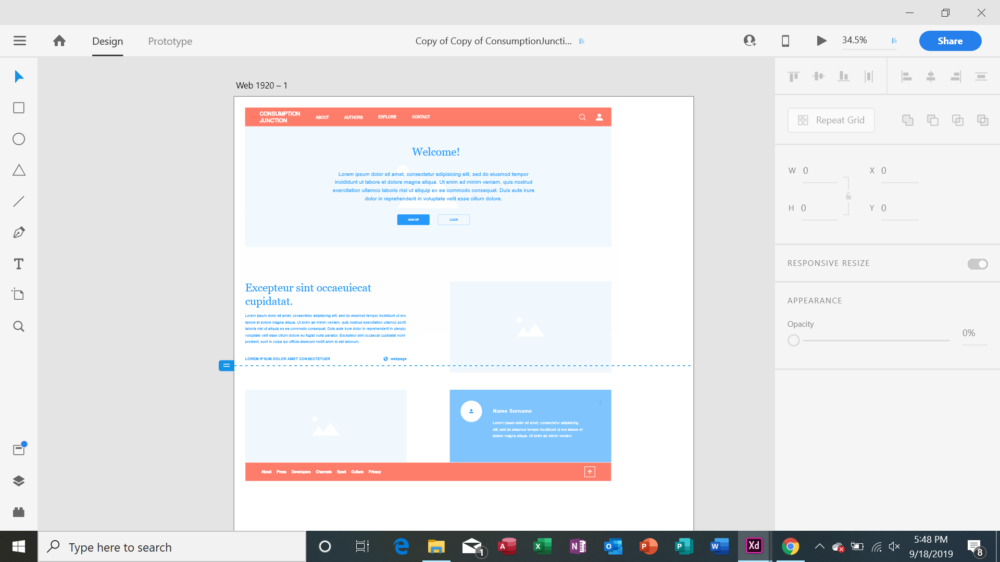 Design
Prototype
Copy of Copy of ConsumptionJuncti...
34.5%
Share
Web 1920 – 1
CONSUMPTION
JUNCTION
ABOUT
AUTHORS
EXPLORE
CONTACT
Welcome!
Lorem ipsum dolor sit amet, consectetur adipisicing elit, sed do eiusmod tempor
incididunt ut labore et dolore magna aliqua. Ut enim ad minim veniam, quis nostrud
exercitation ullamco laboris nisi ut aliquip ex ea commodo consequat. Duis aute irure
dolor in reprehenderit in voluptate velit esse cillum dolore.
SIGN UP
LOGIN
Excepteur sint occaeuiecat
cupidatat.
Lorem ipsum dolor sit amet, consectetur adipisicing elit, sed do eiusmod tempor incididunt ut ero
labore et dolore magna aliqua. Ut enim ad minim veniam, quis nostrud exercitation ullamco poriti
laboris nisi ut aliquip ex ea commodo consequat. Duis aute irure dolor in reprehenderit in uienply
voluptate velit esse cillum dolore eu fugiat nulla pariatur. Excepteur sint occaecat cupidatat norin
proident, sunt in culpa qui officia deserunt mollit anim id est laborum.
LOREM IPSUM DOLOR AMET CONSECTETUER
webpage
Name Surname
Lorem ipsum dolor sit amet, consectetur adipisicing
elit, sed do eiusmod tempor incididunt ut ero labore et
dolore magna aliqua. Ut enim ad minim veniam.
About Press Developers Channels Sport Culture Privacy
Repeat Grid
W 0
X 0
H 0
Y 0
RESPONSIVE RESIZE
APPEARANCE
Opacity
0%
Type here to search
1
A
X
N
O
P
P
W
Xd
5:48 PM
9/18/2019
8